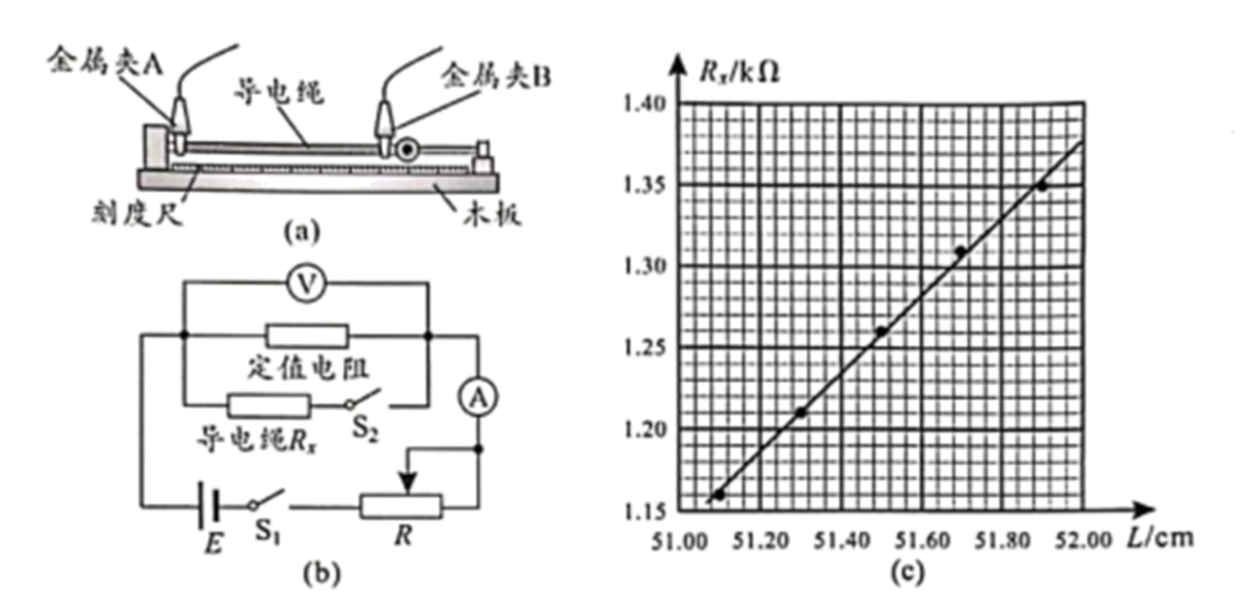 金属夹A
导电绳
金属夹B
刻度尺
木板
(a)
V
定值电阻
A
导电绳Rₓ
S₂
E
S₁
R
(b)
Rₓ/kΩ
1.40
1.35
1.30
1.25
1.20
1.15
51.00 51.20 51.40 51.60 51.80 52.00 L/cm
(c)